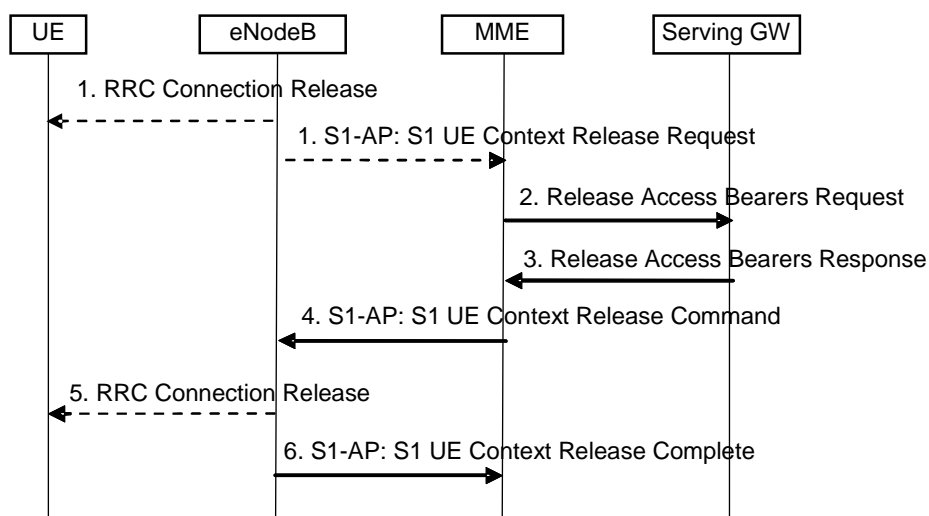 UE
eNodeB
MME
Serving GW
1. RRC Connection Release
1. S1-AP: S1 UE Context Release Request
2. Release Access Bearers Request
3. Release Access Bearers Response
4. S1-AP: S1 UE Context Release Command
5. RRC Connection Release
6. S1-AP: S1 UE Context Release Complete